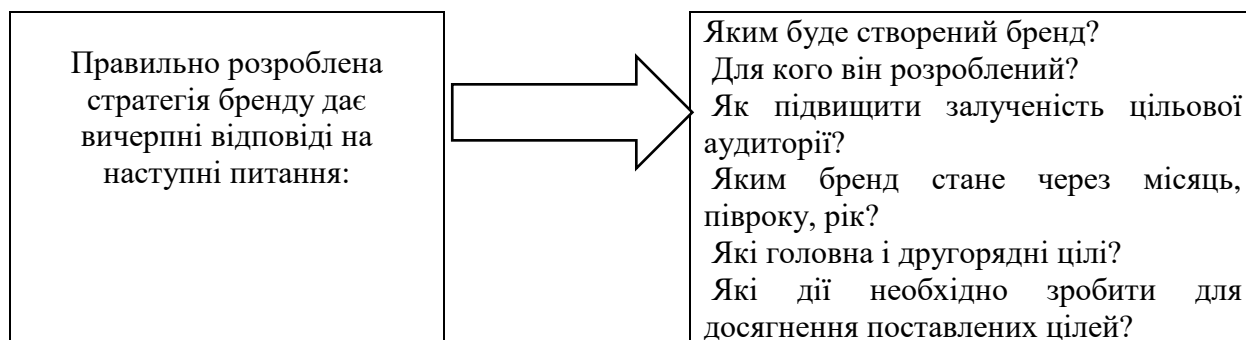 Правильно розроблена
стратегія бренду дає
вичерпні відповіді на
наступні питання:
Яким буде створений бренд?
Для кого він розроблений?
Як підвищити залученість цільової
аудиторії?
Яким бренд стане через місяць,
півроку, рік?
Які головна і другорядні цілі?
Які дії необхідно зробити для
досягнення поставлених цілей?